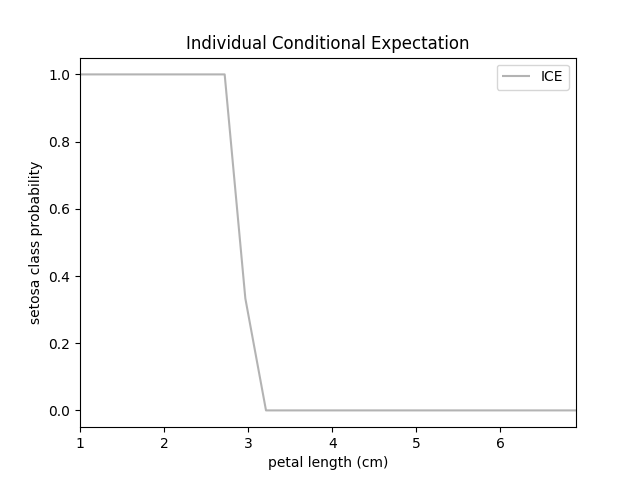 Individual Conditional Expectation
ICE
1.0
0.8
0.6
0.4
0.2
0.0
setosa class probability
1 2 3 4 5 6
petal length (cm)